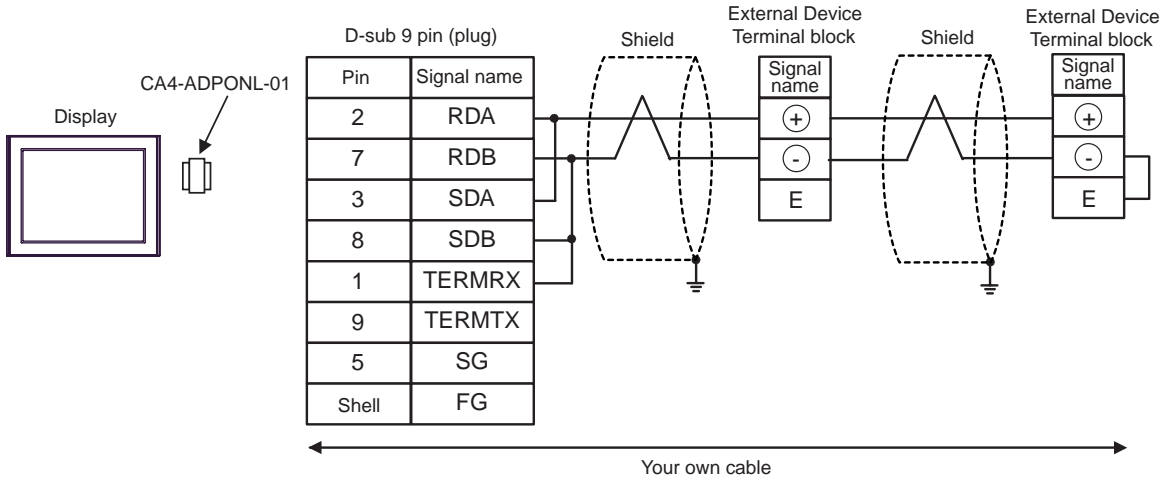 External Device
Terminal block
External Device
Terminal block
D-sub 9 pin (plug)
Shield
Shield
CA4-ADPONL-01
Display
Pin Signal name
2 RDA
7 RDB
3 SDA
8 SDB
1 TERMRX
9 TERMTX
5 SG
Shell FG
Signal
name
+
-
E
Signal
name
+
-
E
Your own cable